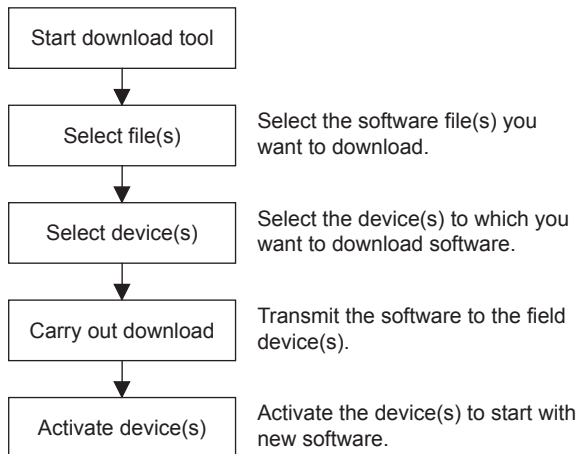 Start download tool
Select file(s)
Select the software file(s) you
want to download.
Select device(s)
Select the device(s) to which you
want to download software.
Carry out download
Transmit the software to the field
device(s).
Activate device(s)
Activate the device(s) to start with
new software.